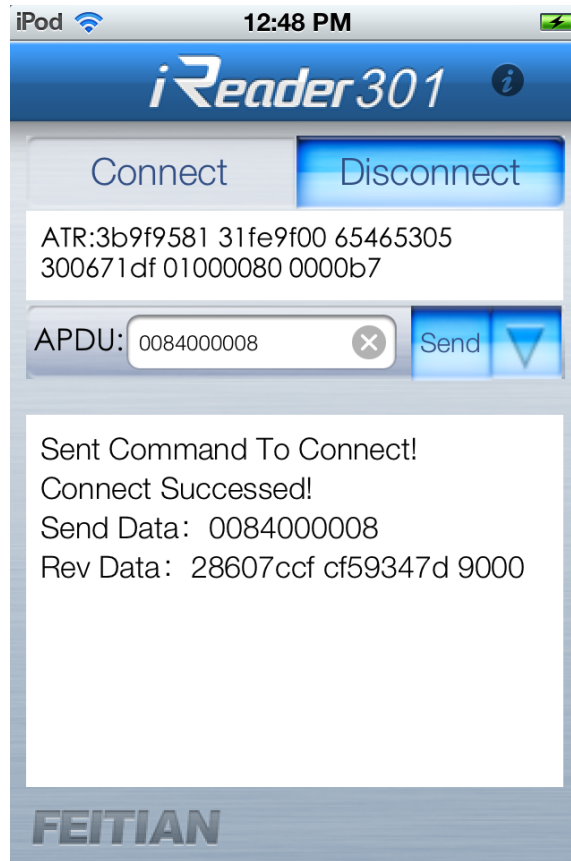 iPod 12:48 PM
iReader301 i
Connect Disconnect
ATR:3b9f9581 31fe9f00 65465305
300671df 01000080 0000b7
APDU: 0084000008 Send
Sent Command To Connect!
Connect Successed!
Send Data： 0084000008
Rev Data： 28607ccf cf59347d 9000
FEITIAN